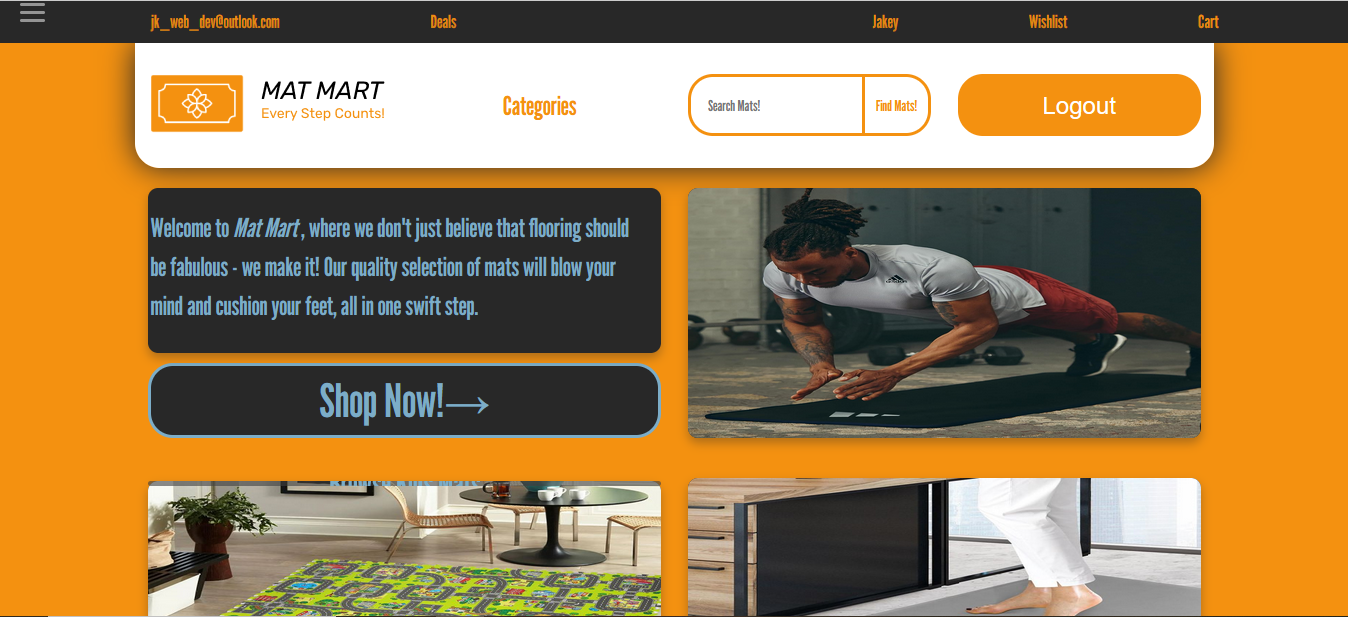 jk_web_dev@outlook.com Deals Jakey Wishlist Cart
MAT MART
Every Step Counts!
Categories
Search Mats!
Find Mats!
Logout
Welcome to Mat Mart, where we don't just believe that flooring should
be fabulous - we make it! Our quality selection of mats will blow your
mind and cushion your feet, all in one swift step.
Shop Now!→